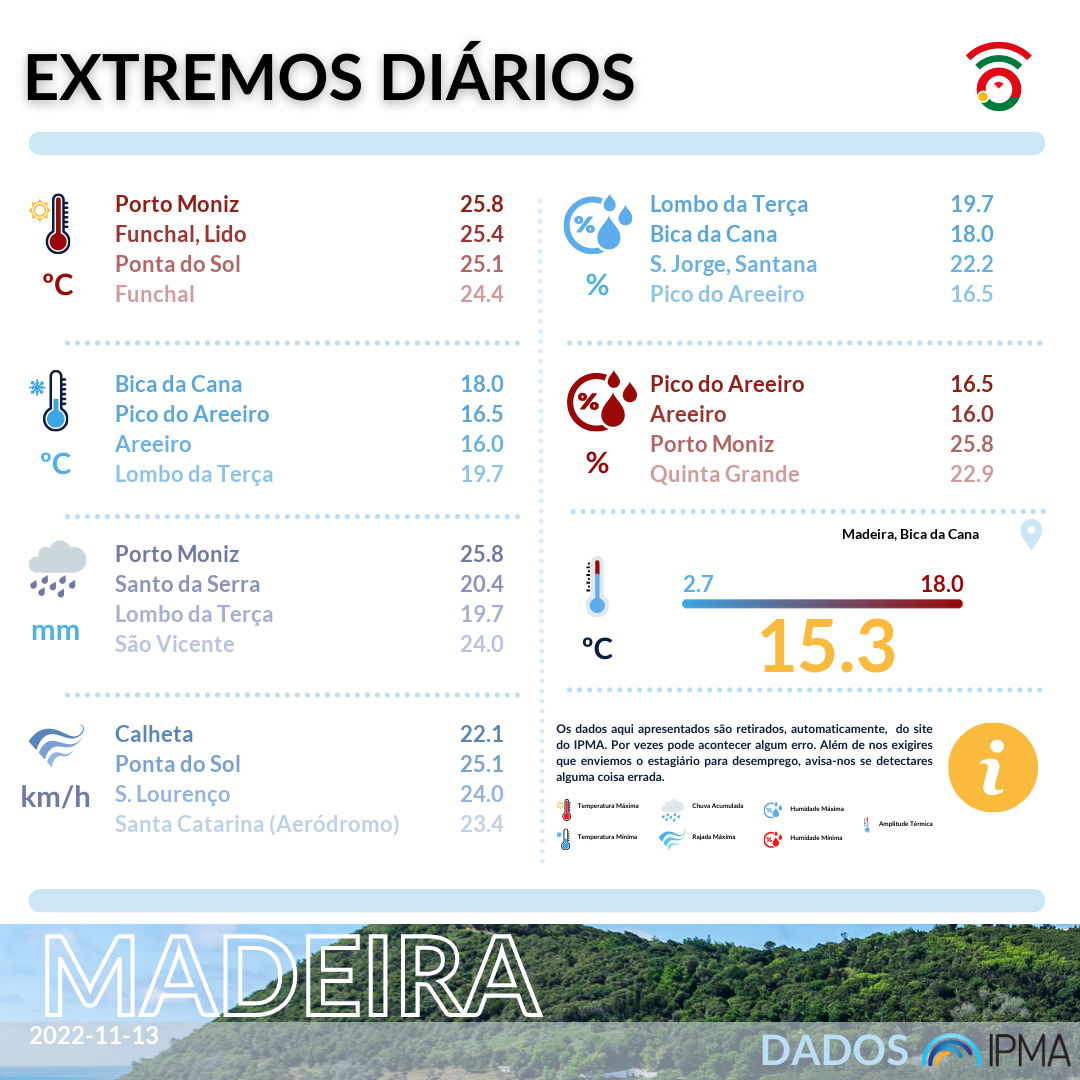 EXTREMOS DIÁRIOS
Porto Moniz 25.8
Funchal, Lido 25.4
Ponta do Sol 25.1
Funchal 24.4
ºC
Bica da Cana 18.0
Pico do Areeiro 16.5
Areeiro 16.0
Lombo da Terça 19.7
ºC
Porto Moniz 25.8
Santo da Serra 20.4
Lombo da Terça 19.7
São Vicente 24.0
mm
Calheta 22.1
Ponta do Sol 25.1
S. Lourenço 24.0
Santa Catarina (Aeródromo) 23.4
km/h
%
Lombo da Terça 19.7
Bica da Cana 18.0
S. Jorge, Santana 22.2
Pico do Areeiro 16.5
%
%
Pico do Areeiro 16.5
Areeiro 16.0
Porto Moniz 25.8
Quinta Grande 22.9
%
Madeira, Bica da Cana
2.7 18.0
15.3
ºC
Os dados aqui apresentados são retirados, automaticamente, do site
do IPMA. Por vezes pode acontecer algum erro. Além de nos exigires
que enviemos o estagiário para desemprego, avisa-nos se detectares
alguma coisa errada.
i
Temperatura Máxima Chuva Acumulada Humidade Máxima
Amplitude Térmica
Temperatura Mínima Rajada Máxima Humidade Mínima
MADEIRA
2022-11-13
DADOS IPMA